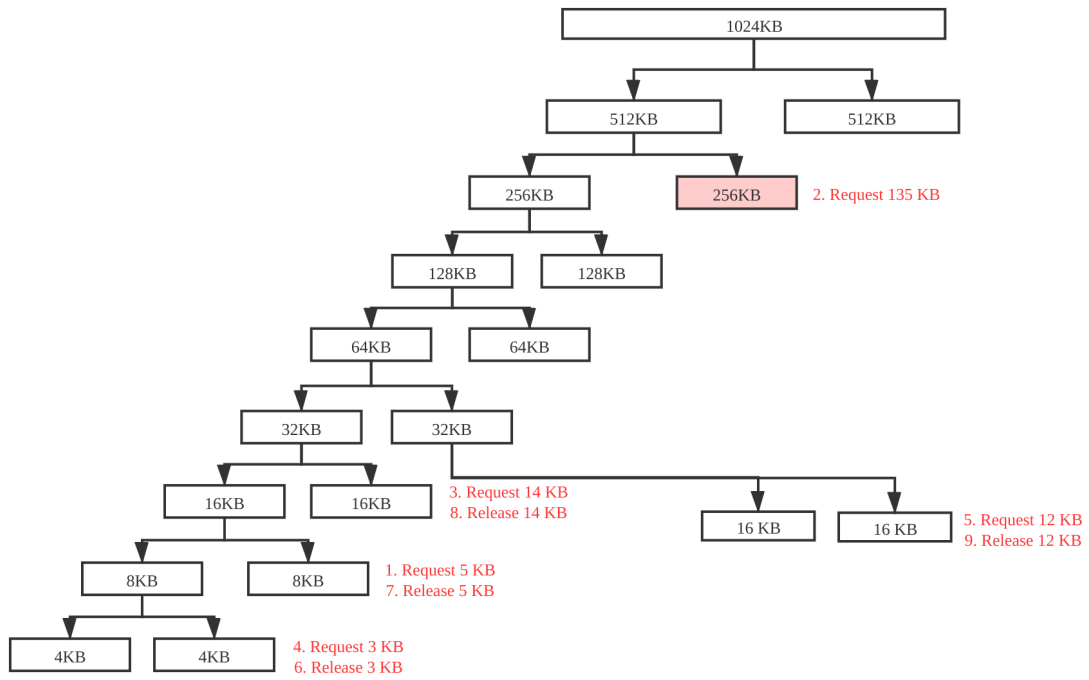 1024KB
512KB
512KB
256KB
256KB
2. Request 135 KB
128KB
128KB
64KB
64KB
32KB
32KB
16KB
16KB
3. Request 14 KB
8. Release 14 KB
16 KB
16 KB
5. Request 12 KB
9. Release 12 KB
8KB
8KB
1. Request 5 KB
7. Release 5 KB
4KB
4KB
4. Request 3 KB
6. Release 3 KB